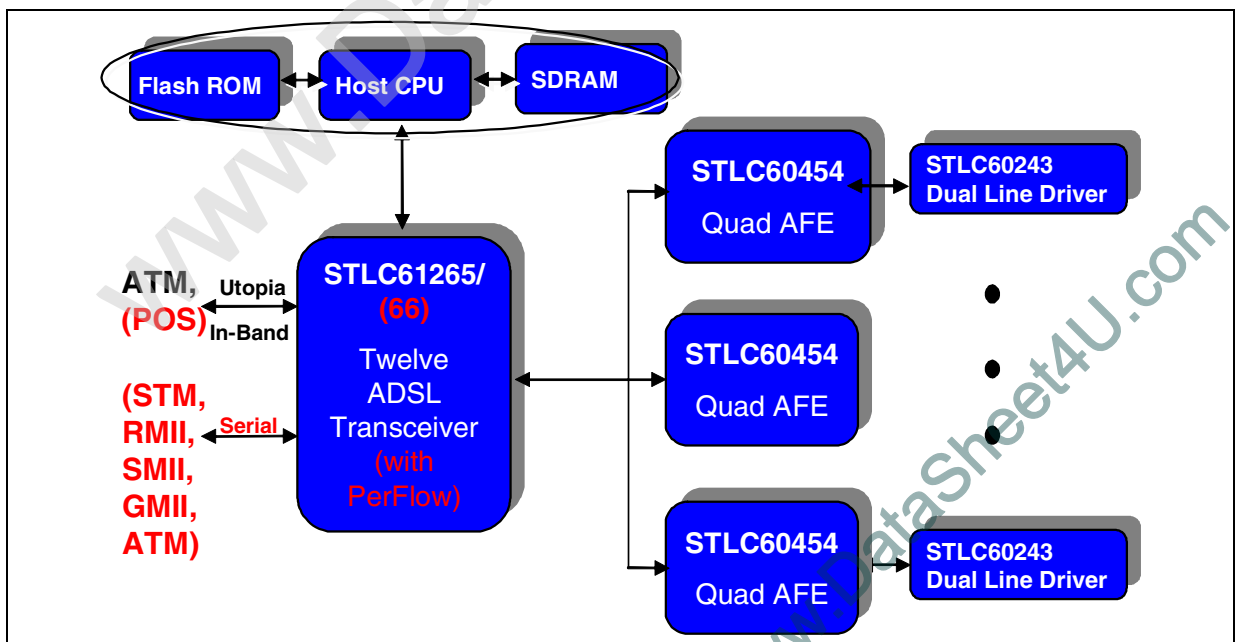 Flash ROM
Host CPU
SDRAM
STLC60454
Quad AFE
STLC60243
Dual Line Driver
ATM,
(POS)
Utopia
In-Band
STLC61265/
(66)
Twelve
ADSL
Transceiver
(with
PerFlow)
(STM,
RMII,
SMII,
GMII,
ATM)
Serial
STLC60454
Quad AFE
STLC60454
Quad AFE
STLC60243
Dual Line Driver
www.DataSheet4U.com